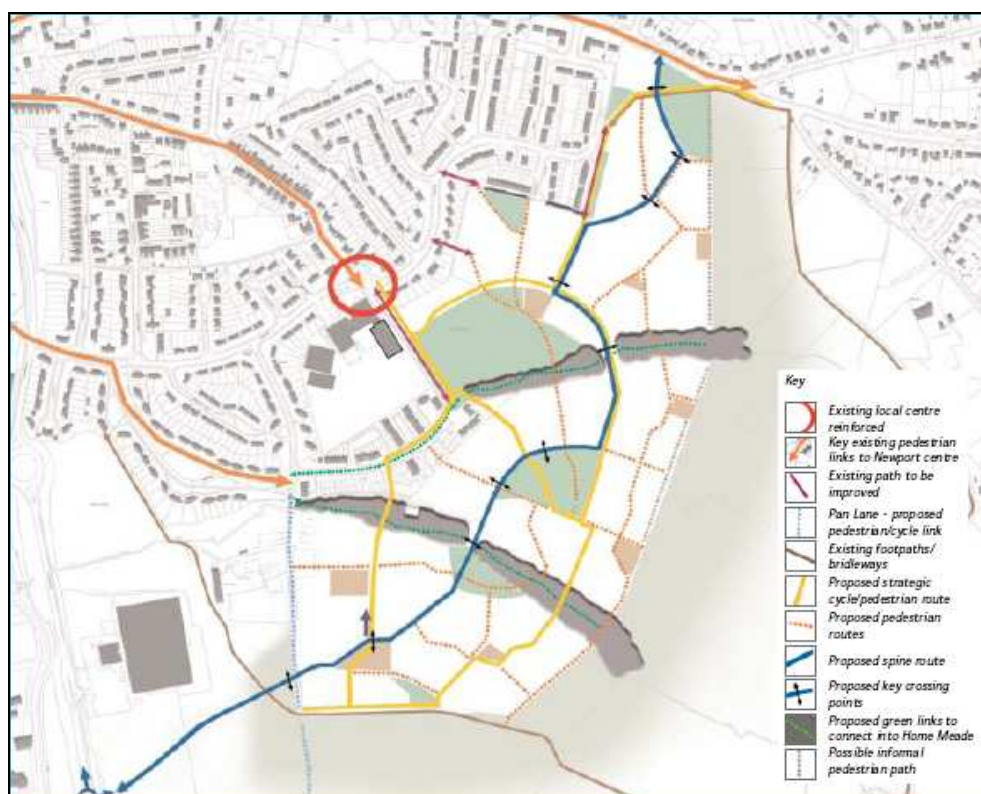 Key
Existing local centre
reinforced
Key existing pedestrian
links to Newport centre
Existing path to be
improved
Pan Lane - proposed
pedestrian/cycle link
Existing footpaths/
bridleways
Proposed strategic
cycle/pedestrian route
Proposed pedestrian
routes
Proposed spine route
Proposed key crossing
points
Proposed green links to
connect into Home Meade
Possible informal
pedestrian path